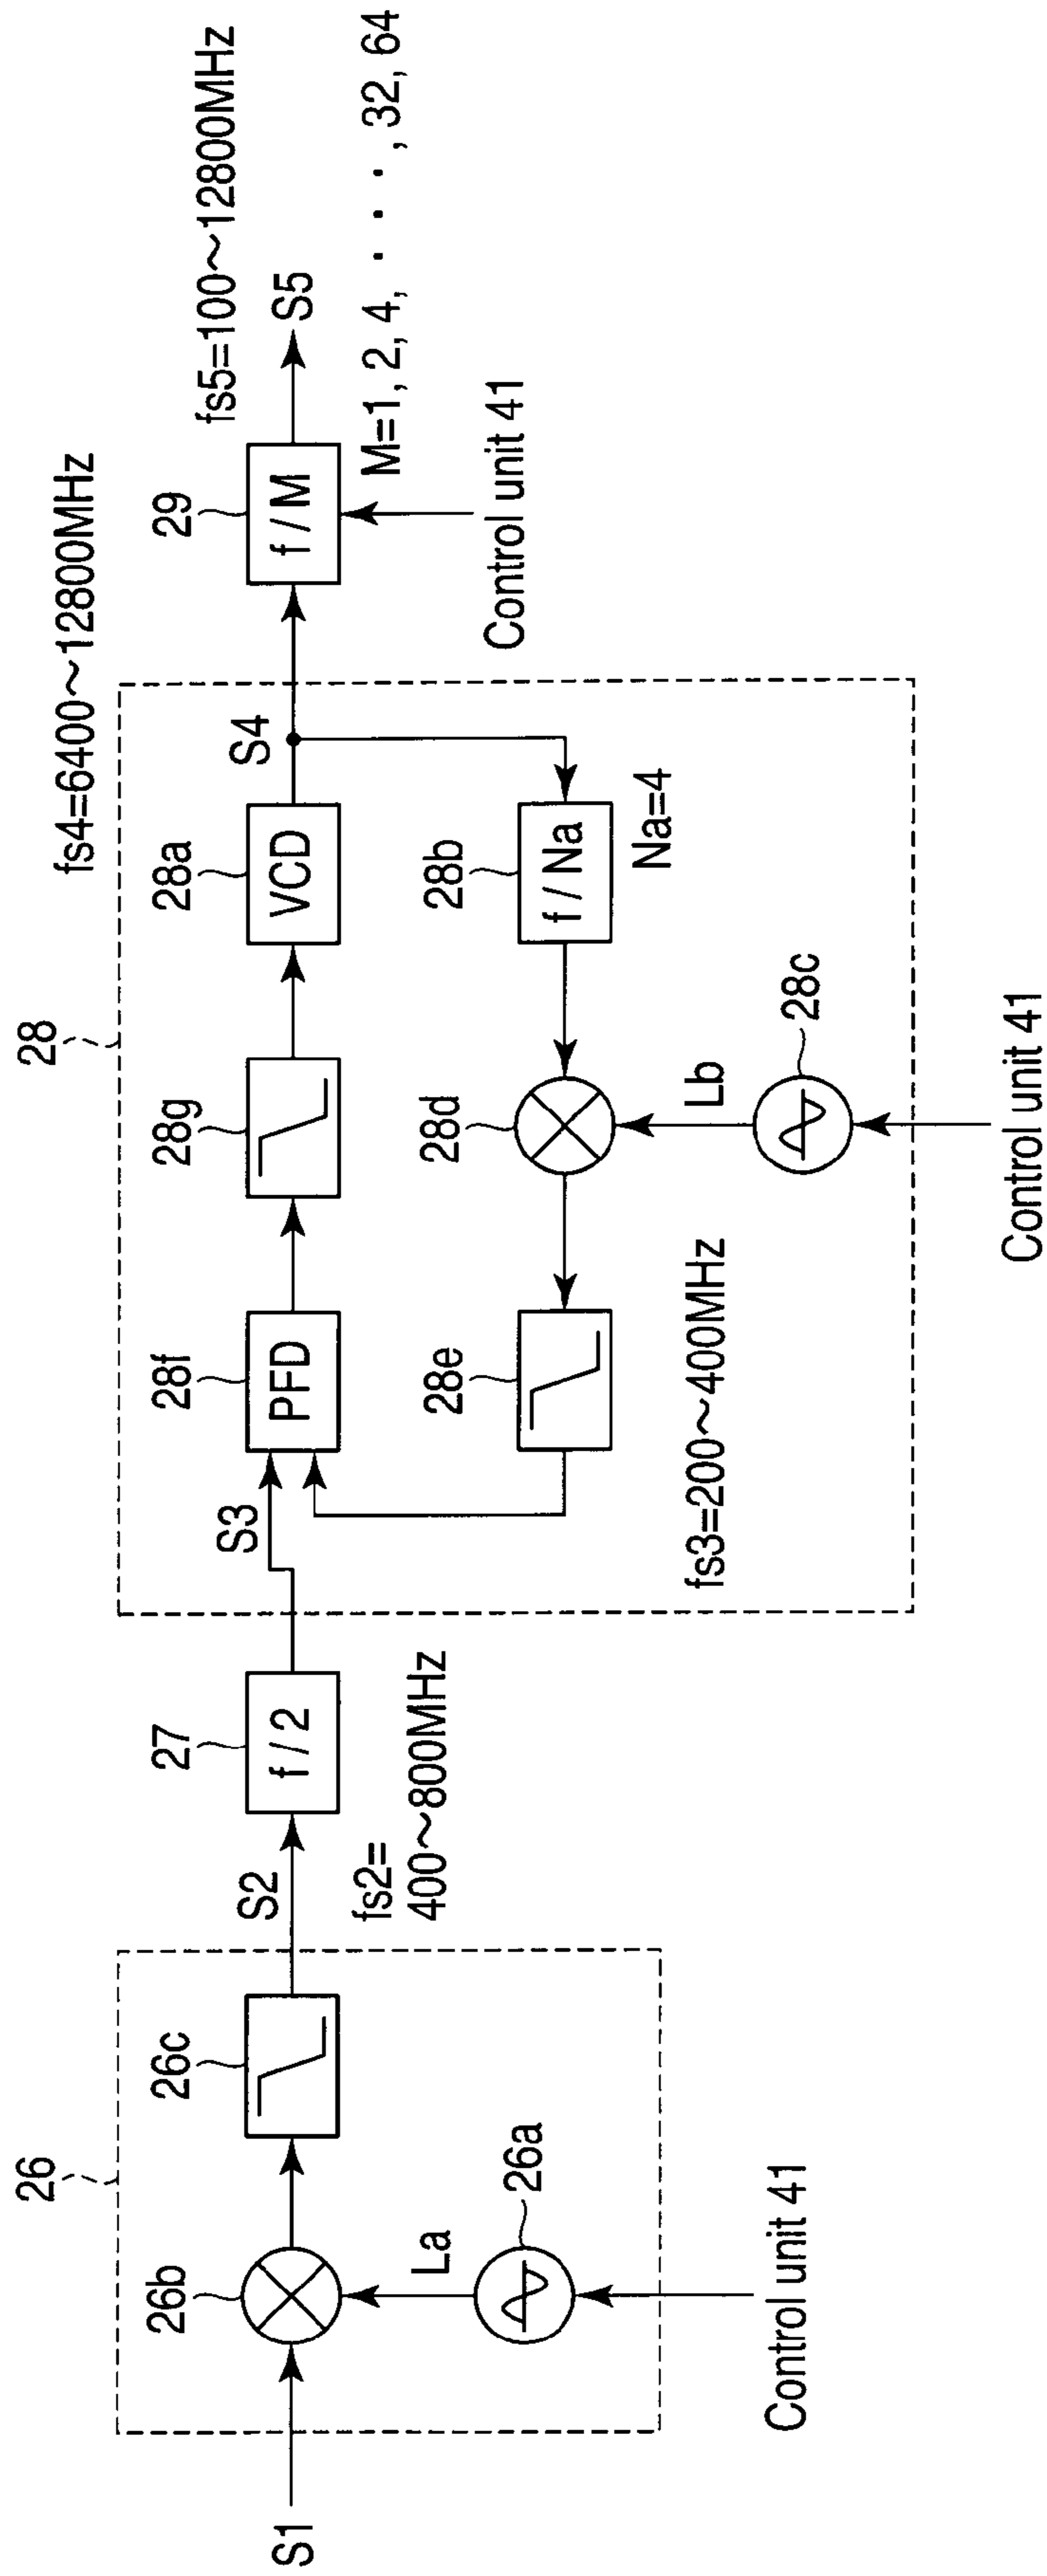 26
26b
26c
S1
La
26a
Control unit 41
S2
fs2=
400~800MHz
27
f / 2
28
S3
28f
PFD
28g
28a
VCD
S4
fs4=6400~12800MHz
28e
28d
28b
f / Na
Na=4
Lb
28c
fs3=200~400MHz
Control unit 41
29
f / M
S5
fs5=100~12800MHz
M=1, 2, 4, · · · , 32, 64
Control unit 41